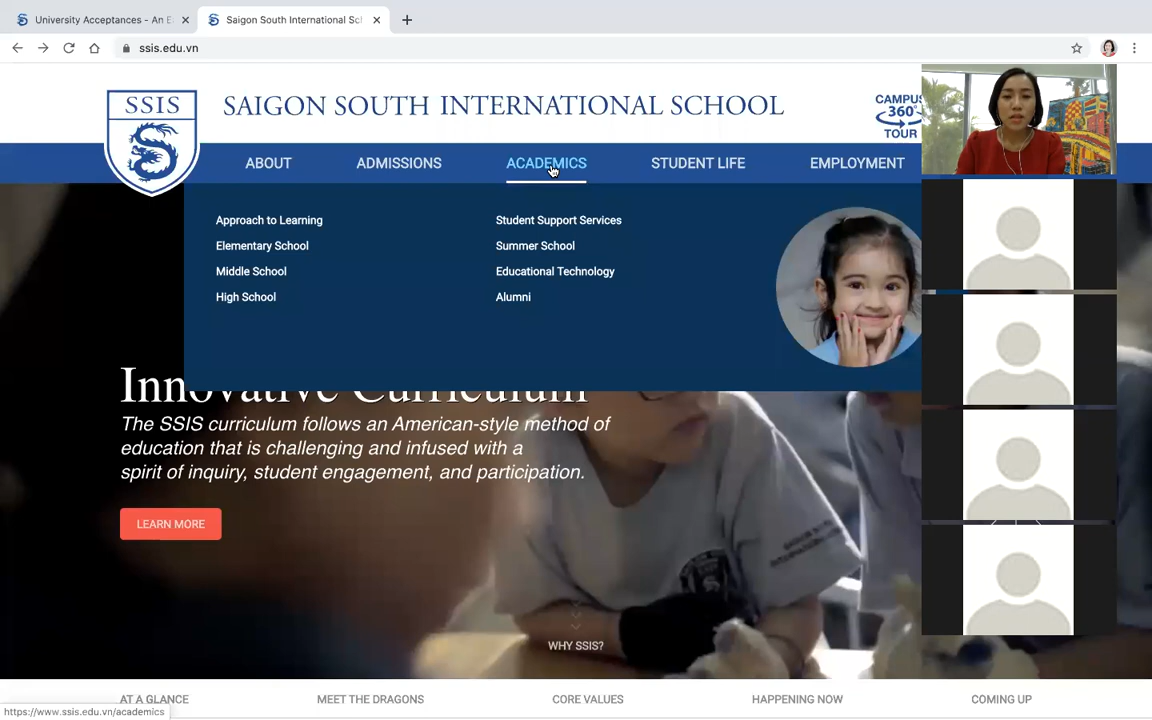 University Acceptances - An E
Saigon South International Sch
ssis.edu.vn
SSIS
SAIGON SOUTH INTERNATIONAL SCHOOL
CAMPUS
360°
TOUR
ABOUT
ADMISSIONS
ACADEMICS
STUDENT LIFE
EMPLOYMENT
Approach to Learning
Student Support Services
Elementary School
Summer School
Middle School
Educational Technology
High School
Alumni
Innovative Curriculum
The SSIS curriculum follows an American-style method of
education that is challenging and infused with a
spirit of inquiry, student engagement, and participation.
LEARN MORE
WHY SSIS?
AT A GLANCE
MEET THE DRAGONS
CORE VALUES
HAPPENING NOW
COMING UP
https://www.ssis.edu.vn/academics